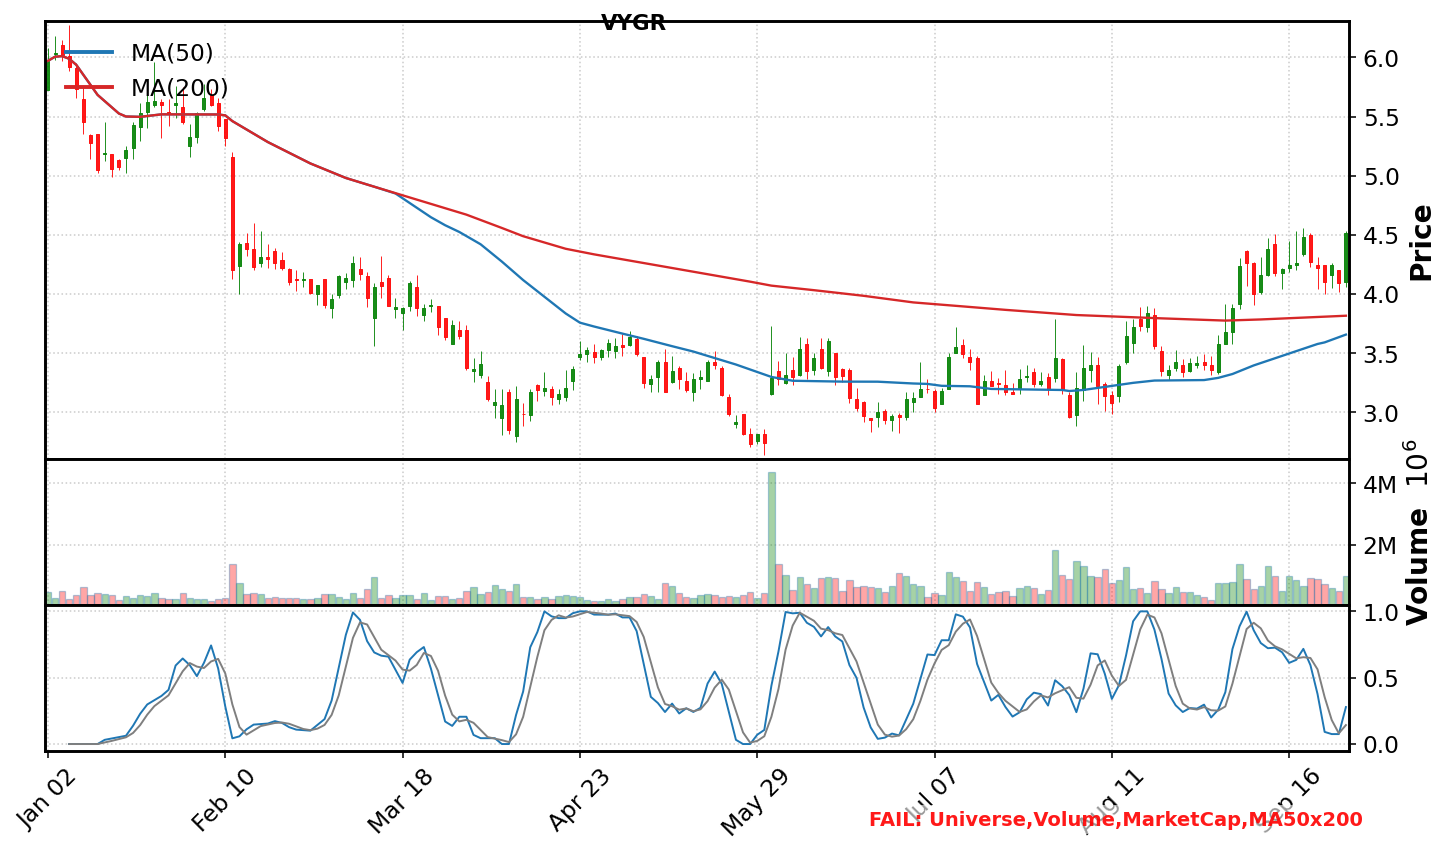 VYGR
MA(50)
MA(200)
6.0
5.5
5.0
4.5
4.0
3.5
3.0
Price
4M
2M
Volume 10⁶
1.0
0.5
0.0
Jan 02
Feb 10
Mar 18
Apr 23
May 29
Jul 07
Aug 11
Sep 16
FAIL: Universe,Volume,MarketCap,MA50x200